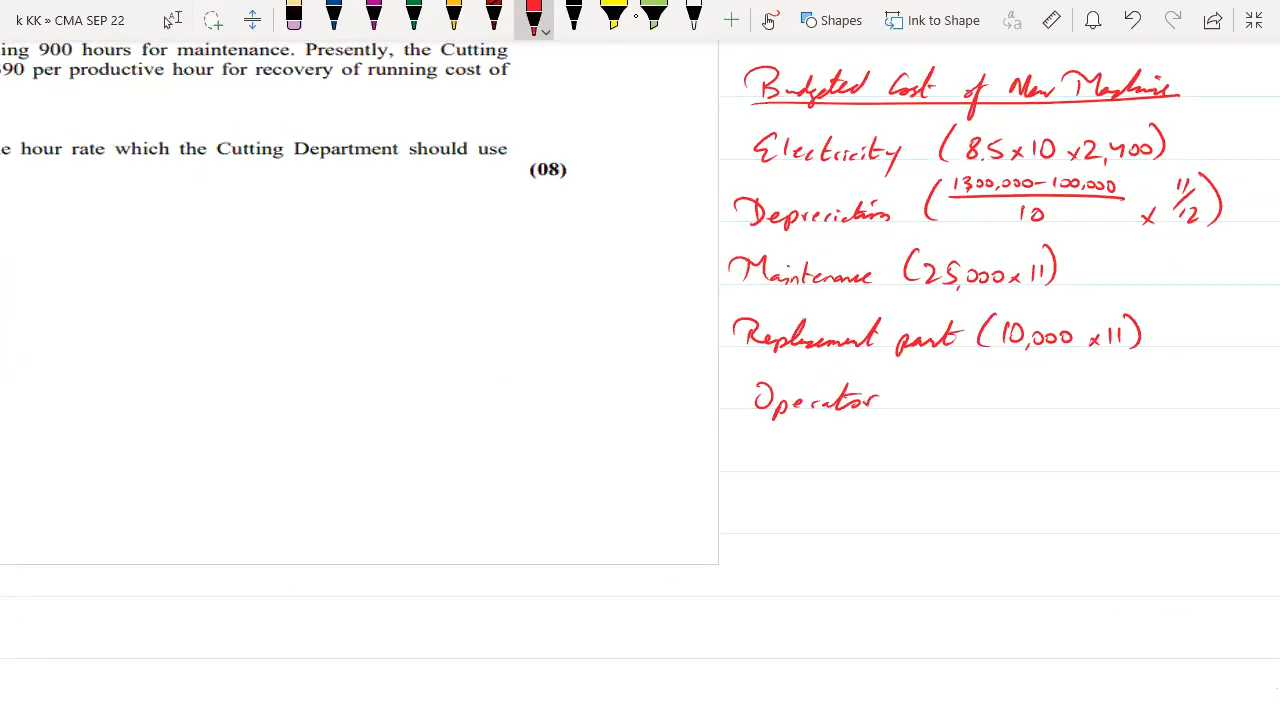 k KK » CMA SEP 22
Shapes
Ink to Shape
ing 900 hours for maintenance. Presently, the Cutting
90 per productive hour for recovery of running cost of
e hour rate which the Cutting Department should use
(08)
Budgeted Cost of New Machine
Electricity (8.5 x 10 x 2,400)
Depreciation (1300,000 - 100,000 / 10 x 11/12)
Maintenance (25,000 x 11)
Replacement part (10,000 x 11)
Operator